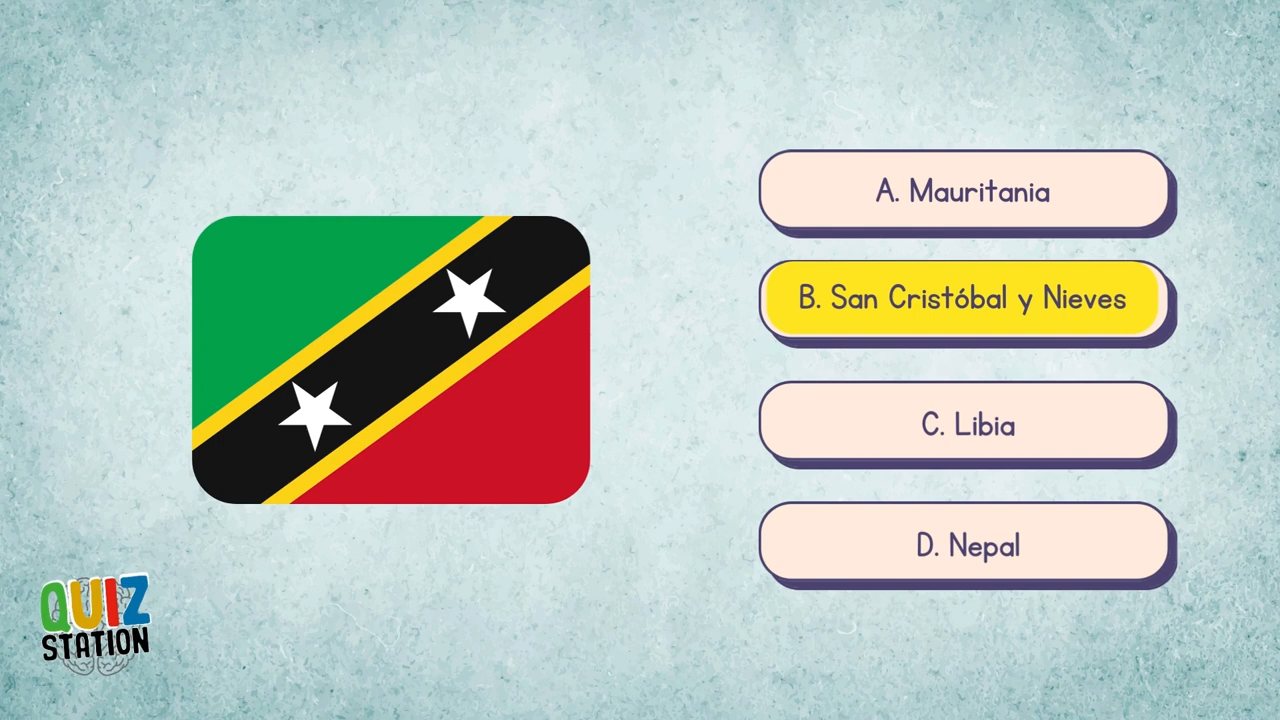 A. Mauritania
B. San Cristóbal y Nieves
C. Libia
D. Nepal
QUIZ
STATION